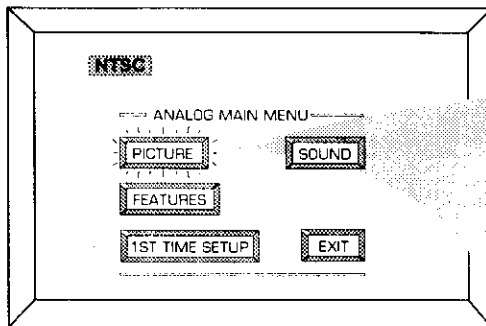 NTSC
ANALOG MAIN MENU
PICTURE SOUND
FEATURES
1ST TIME SETUP EXIT